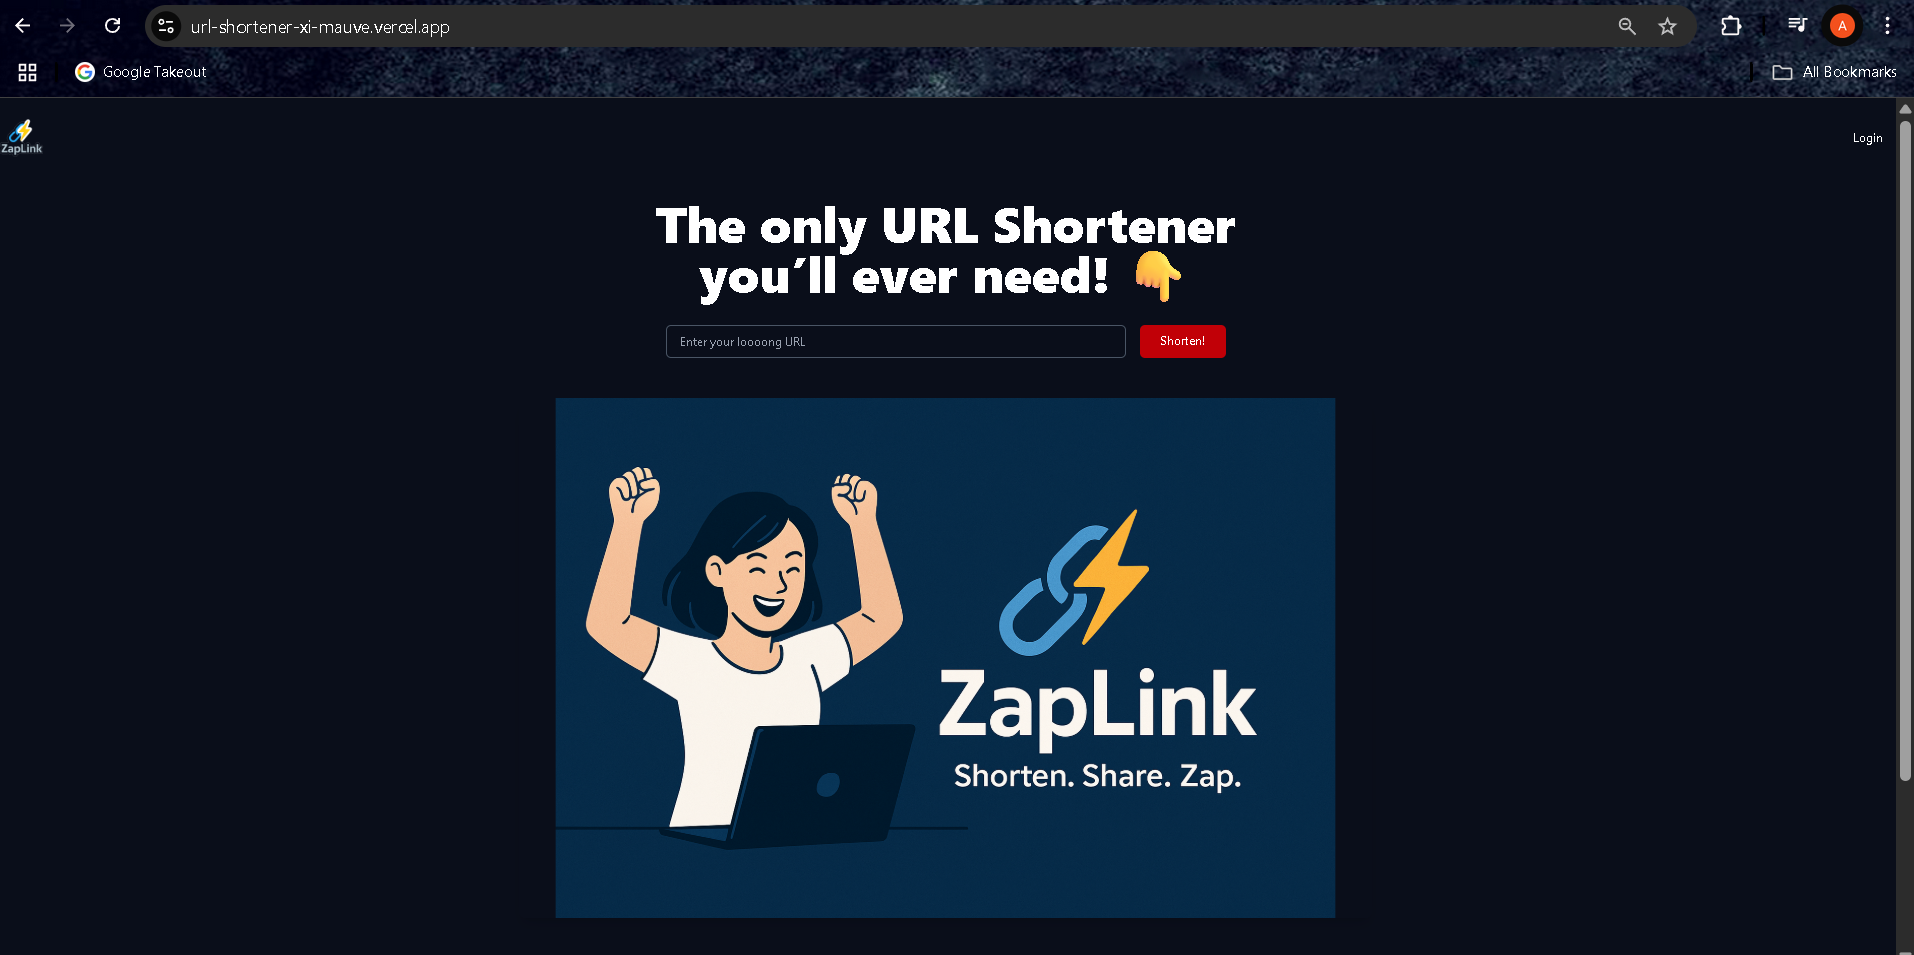 url-shortener-xi-mauve.vercel.app
A
Google Takeout
All Bookmarks
ZapLink
Login
The only URL Shortener
you’ll ever need! 👇
Enter your loooong URL
Shorten!
ZapLink
Shorten. Share. Zap.